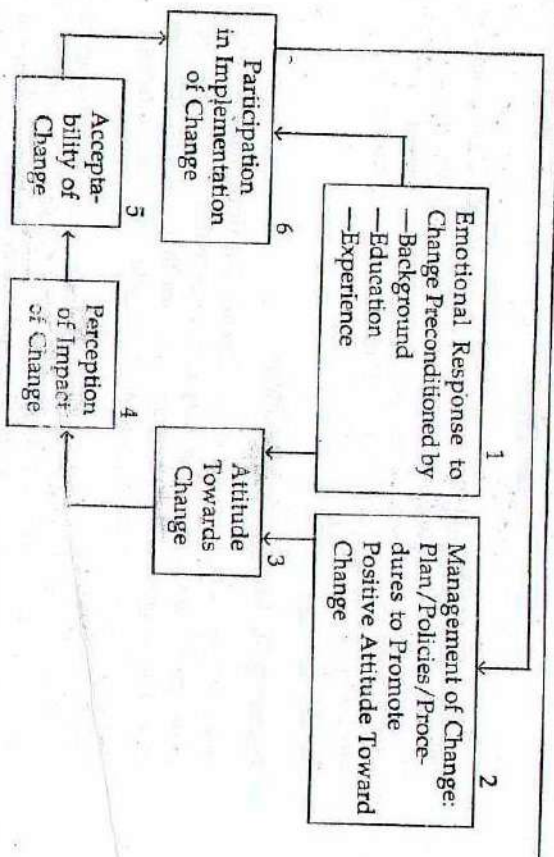 1
Emotional Response to
Change Preconditioned by
—Background
—Education
—Experience
2
Management of Change:
Plan/Policies/Proce-
dures to Promote
Positive Attitude Toward
Change
3
Attitude
Towards
Change
4
Perception
of Impact
of Change
5
Accepta-
bility of
Change
6
Participation
in Implementation
of Change